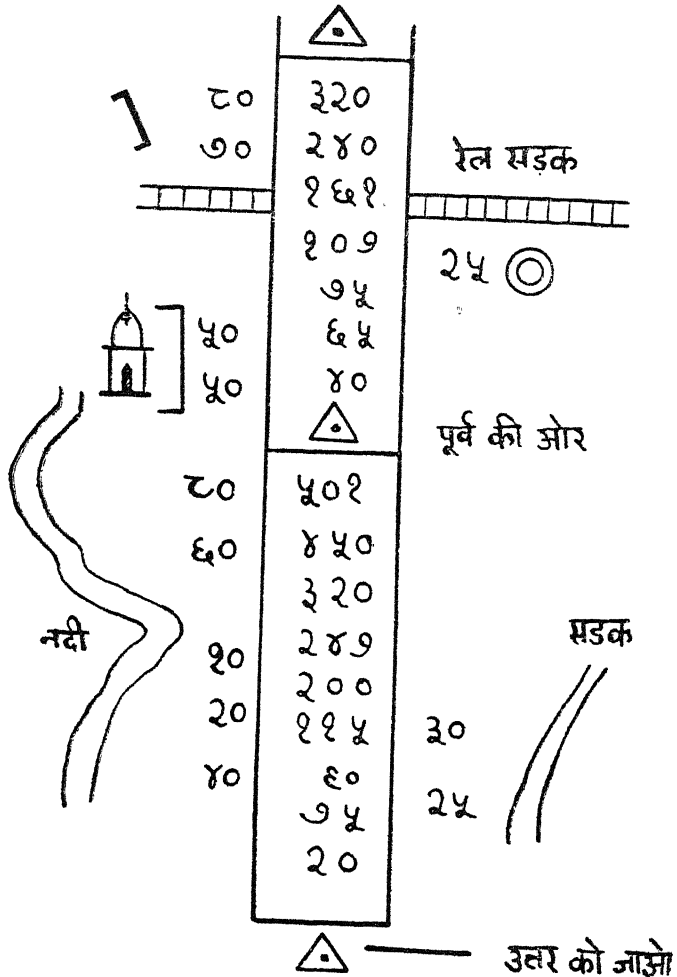 ८० ३२०
७० २४० रेल सड़क
१६१
१०७ २५
७५
५० ६५
५० ४०
पूर्व की ओर
८० ५०१
६० ४५०
३२०
नदी २४७ सडक
१० २००
२० ११५ ३०
४० ६०
७५ २५
२०
उत्तर को जाओ